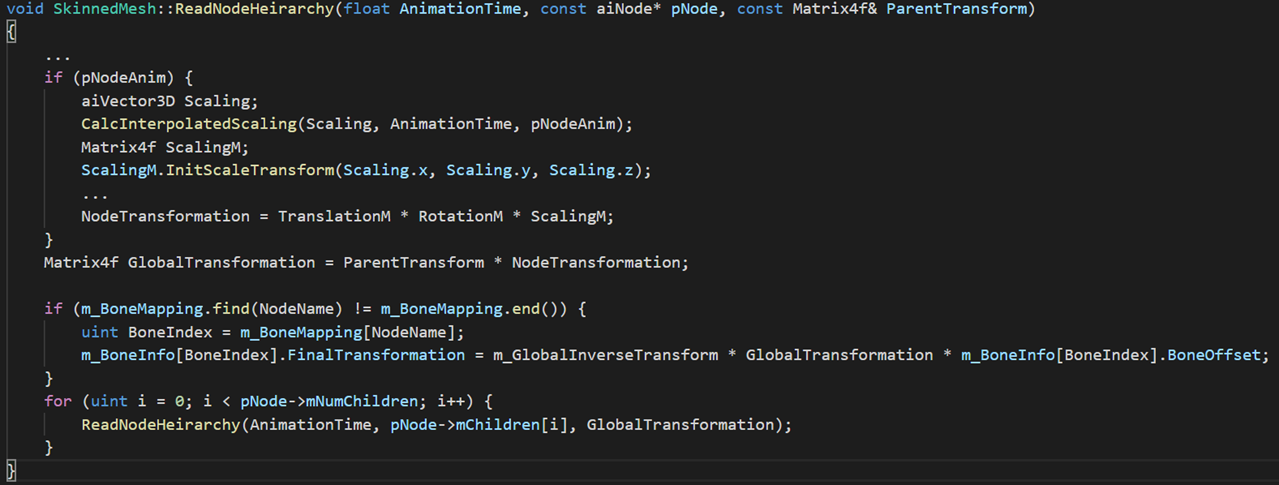 void SkinnedMesh::ReadNodeHeirarchy(float AnimationTime, const aiNode* pNode, const Matrix4f& ParentTransform)
{
    ...
    if (pNodeAnim) {
        aiVector3D Scaling;
        CalcInterpolatedScaling(Scaling, AnimationTime, pNodeAnim);
        Matrix4f ScalingM;
        ScalingM.InitScaleTransform(Scaling.x, Scaling.y, Scaling.z);
        ...
        NodeTransformation = TranslationM * RotationM * ScalingM;
    }
    Matrix4f GlobalTransformation = ParentTransform * NodeTransformation;

    if (m_BoneMapping.find(NodeName) != m_BoneMapping.end()) {
        uint BoneIndex = m_BoneMapping[NodeName];
        m_BoneInfo[BoneIndex].FinalTransformation = m_GlobalInverseTransform * GlobalTransformation * m_BoneInfo[BoneIndex].BoneOffset;
    }
    for (uint i = 0; i < pNode->mNumChildren; i++) {
        ReadNodeHeirarchy(AnimationTime, pNode->mChildren[i], GlobalTransformation);
    }
}